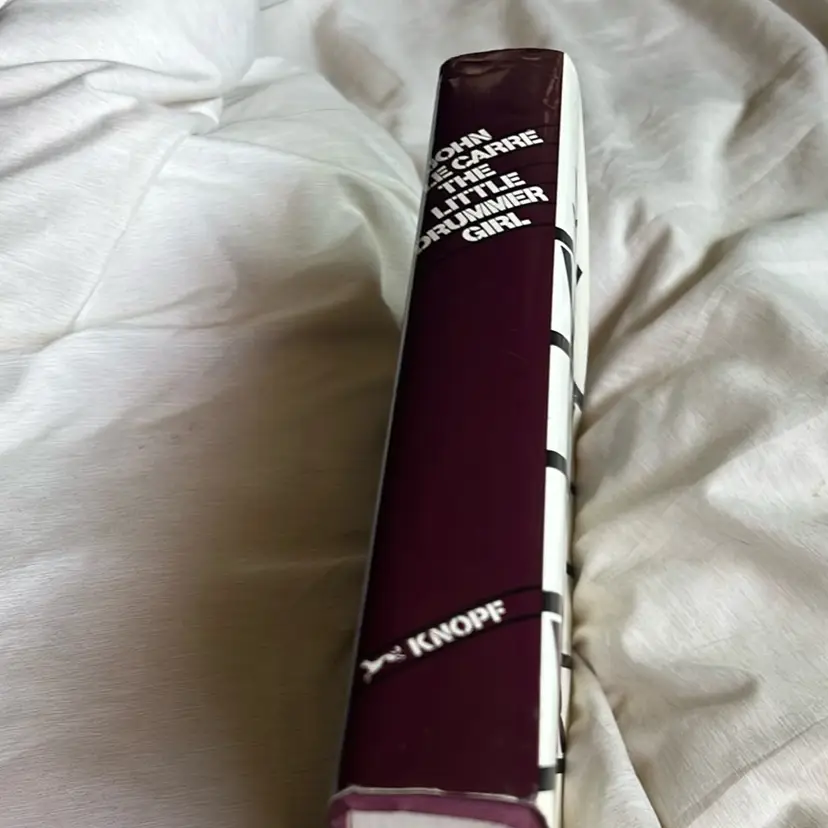 JOHN
LE CARRE
THE
LITTLE
DRUMMER
GIRL
KNOPF